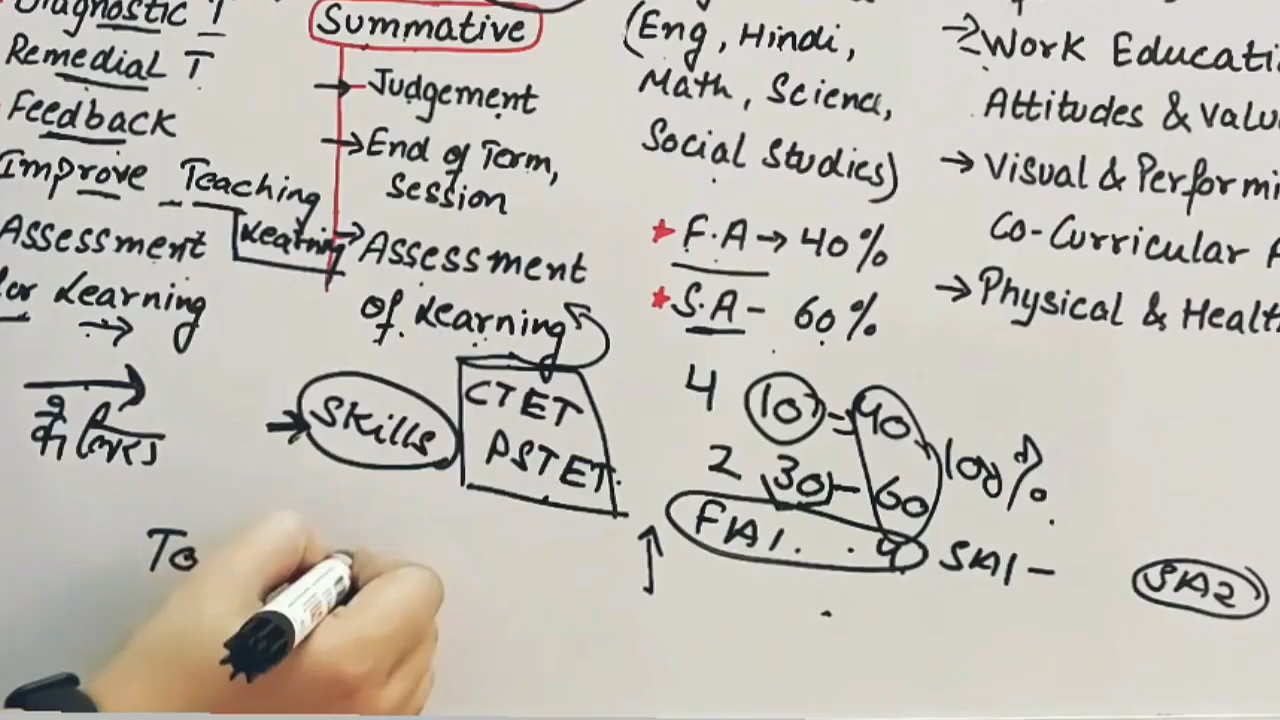 Diagnostic T
Remedial T
Feedback
Improve Teaching
Learning
Assessment
for Learning
के लिए
Summative
Judgement
End of Term,
Session
Assessment
of Learning
Skills
CTET
PSTET
To
(Eng, Hindi,
Math, Science,
Social Studies)
F.A → 40%
S.A - 60%
4 10 → 40
2 30 - 60
100%
FA1 . . . 4 SA1 -
SA2
→ Work Educati
Attitudes & Valu
→ Visual & Performi
Co-Curricular A
→ Physical & Healt